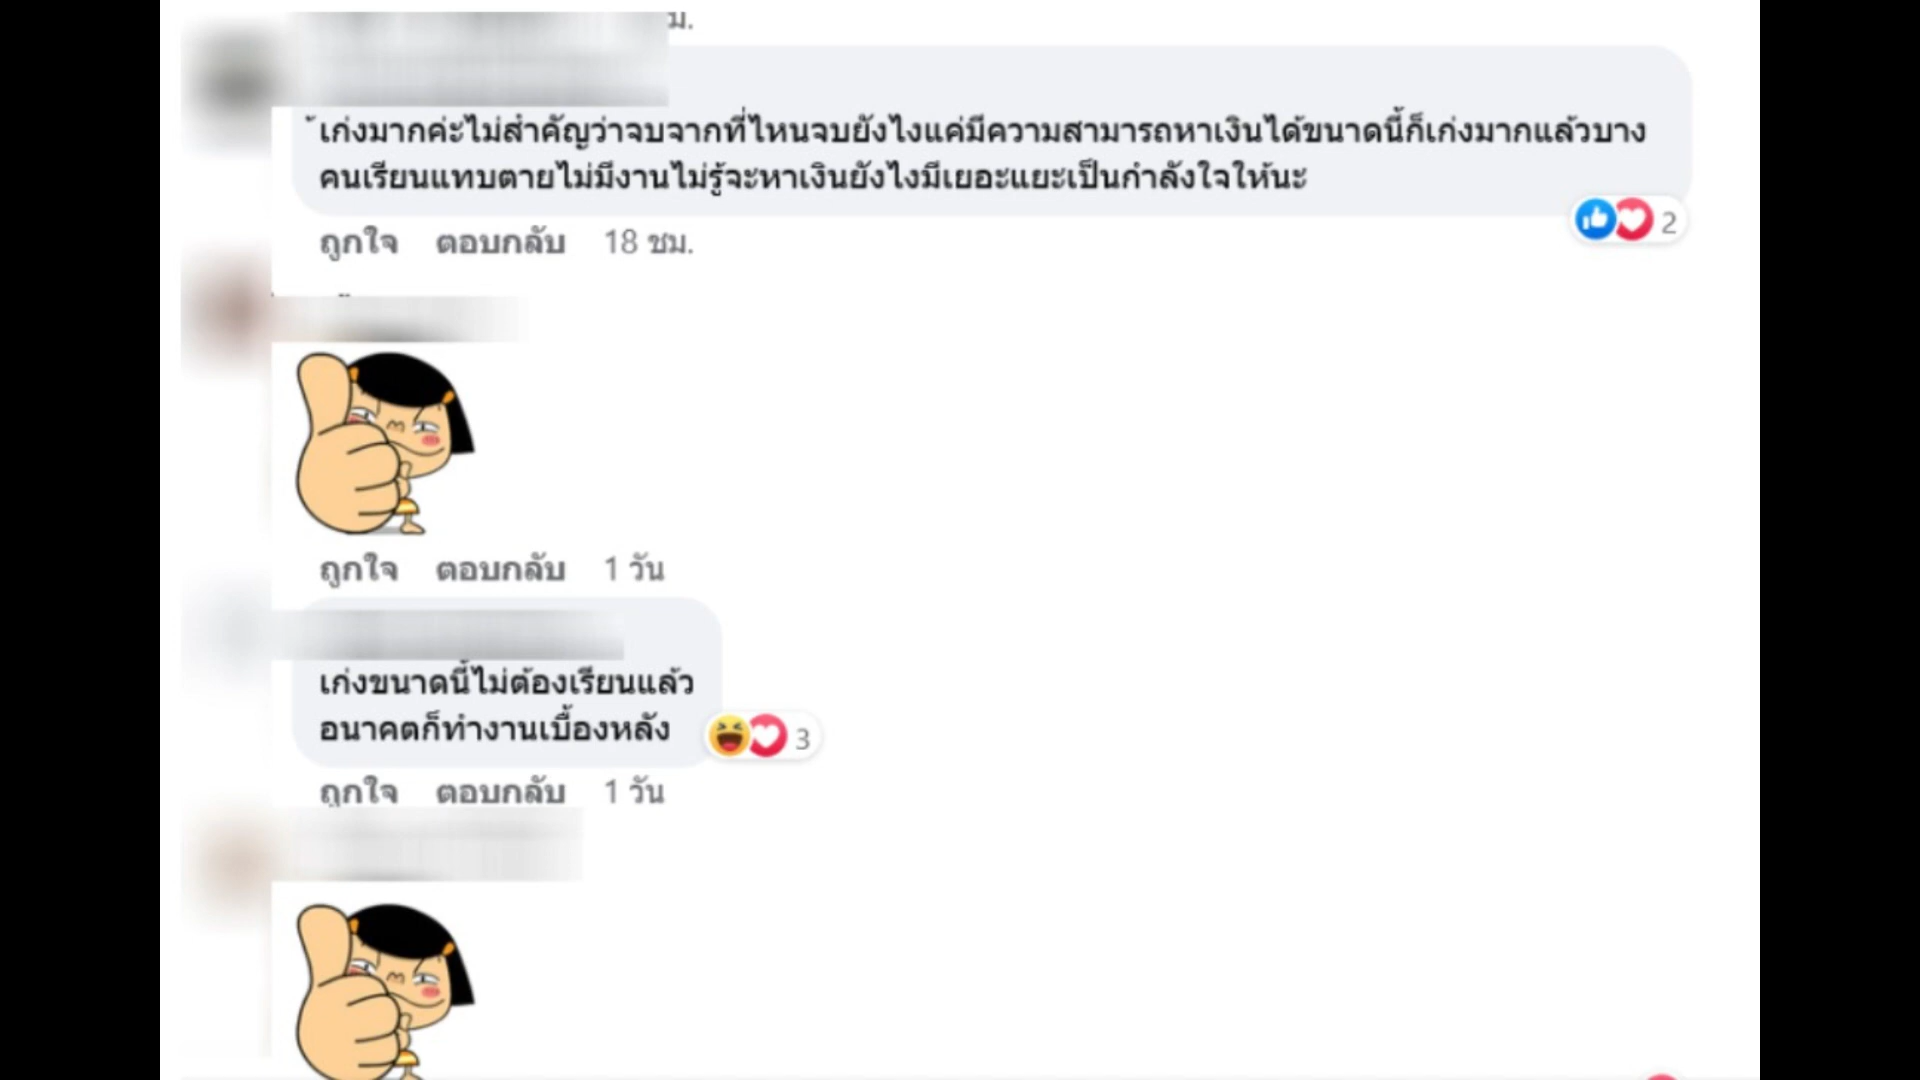 ม.
เก่งมากค่ะไม่สำคัญว่าจบจากที่ไหนจบยังไงแค่มีความสามารถหาเงินได้ขนาดนี้ก็เก่งมากแล้วบาง
คนเรียนแทบตายไม่มีงานไม่รู้จะหาเงินยังไงมีเยอะแยะเป็นกำลังใจให้นะ
2
ถูกใจ ตอบกลับ 18 ชม.
ถูกใจ ตอบกลับ 1 วัน
เก่งขนาดนี้ไม่ต้องเรียนแล้ว
อนาคตก็ทำงานเบื้องหลัง
3
ถูกใจ ตอบกลับ 1 วัน